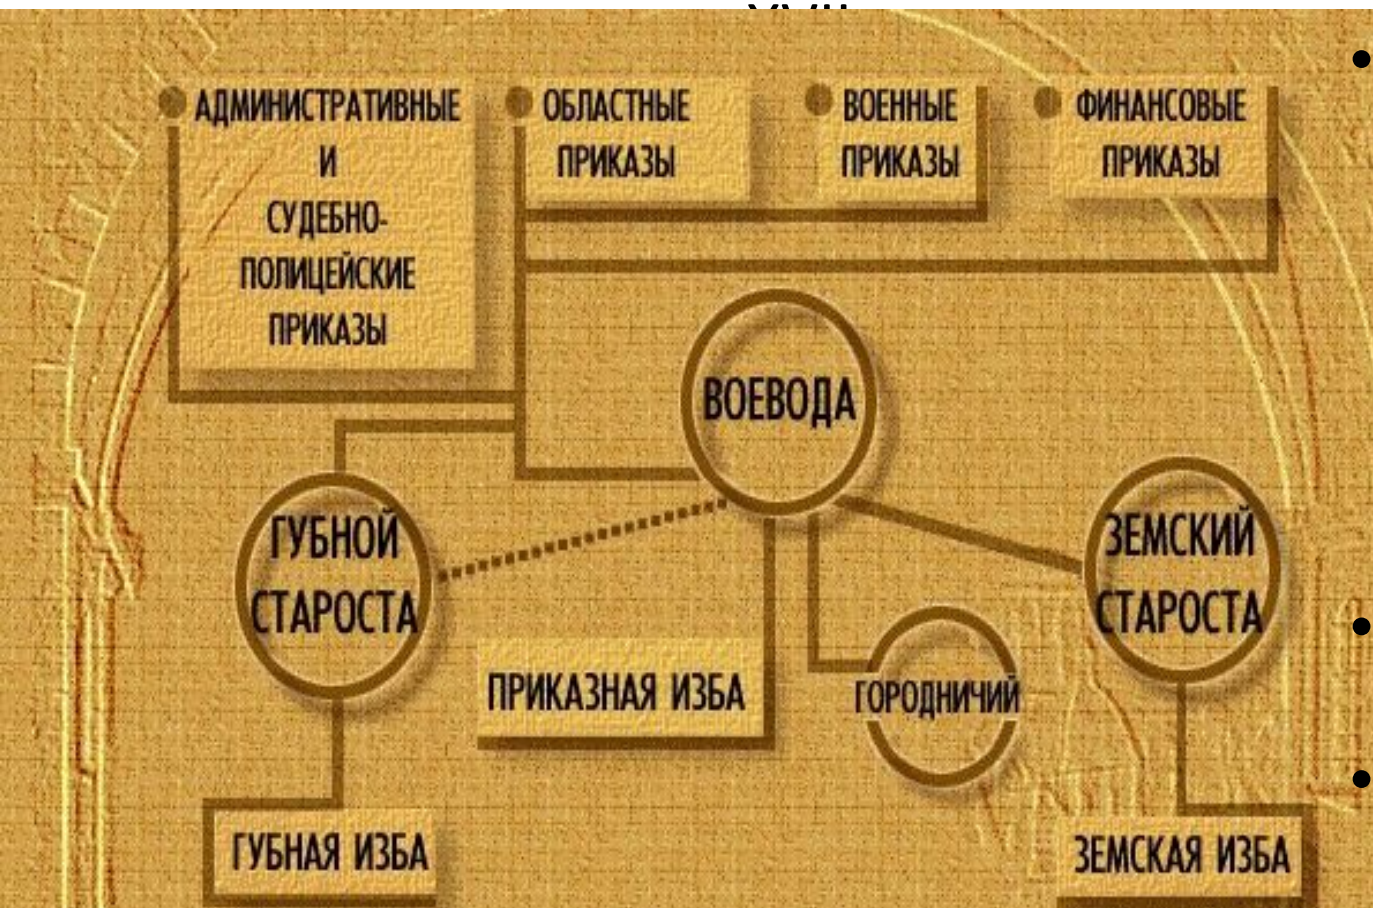 АДМИНИСТРАТИВНЫЕ
И
СУДЕБНО-
ПОЛИЦЕЙСКИЕ
ПРИКАЗЫ
ОБЛАСТНЫЕ
ПРИКАЗЫ
ВОЕННЫЕ
ПРИКАЗЫ
ФИНАНСОВЫЕ
ПРИКАЗЫ
ВОЕВОДА
ГУБНОЙ
СТАРОСТА
ЗЕМСКИЙ
СТАРОСТА
ПРИКАЗНАЯ ИЗБА
ГОРОДНИЧИЙ
ГУБНАЯ ИЗБА
ЗЕМСКАЯ ИЗБА